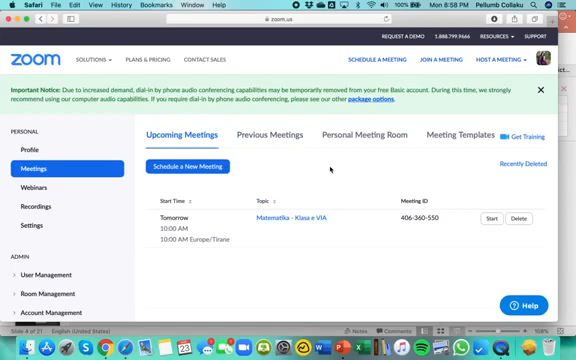 Safari File Edit View History Bookmarks Window Help 100% Mon 8:58 PM Pellumb Collaku
zoom.us
REQUEST A DEMO 1.888.799.9666 RESOURCES SUPPORT
zoom SOLUTIONS PLANS & PRICING CONTACT SALES SCHEDULE A MEETING JOIN A MEETING HOST A MEETING
Important Notice: Due to increased demand, dial-in by phone audio conferencing capabilities may be temporarily removed from your free Basic account. During this time, we strongly
recommend using our computer audio capabilities. If you require dial-in by phone audio conferencing, please see our other package options.
PERSONAL
Profile
Meetings
Webinars
Recordings
Settings
ADMIN
User Management
Room Management
Account Management
Upcoming Meetings Previous Meetings Personal Meeting Room Meeting Templates Get Training
Schedule a New Meeting Recently Deleted
Start Time Topic Meeting ID
Tomorrow Matematika - Klasa e VIA 406-360-550 Start Delete
10:00 AM
10:00 AM Europe/Tirane
Help
Slide 4 of 21 English (United States) Notes Comments